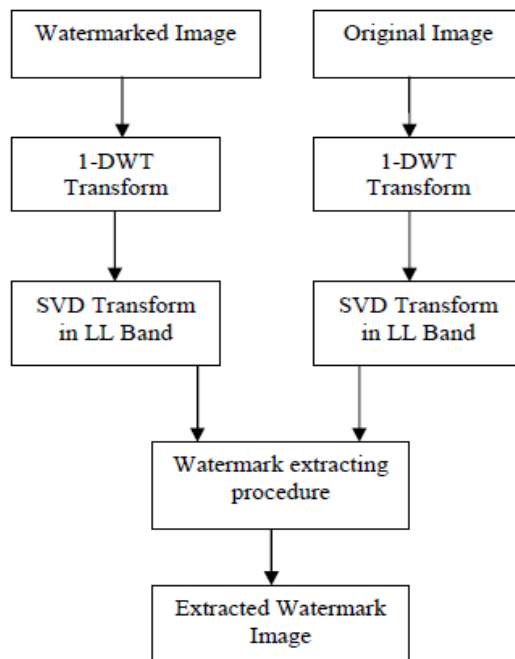 Watermarked Image
Original Image
1-DWT
Transform
1-DWT
Transform
SVD Transform
in LL Band
SVD Transform
in LL Band
Watermark extracting
procedure
Extracted Watermark
Image